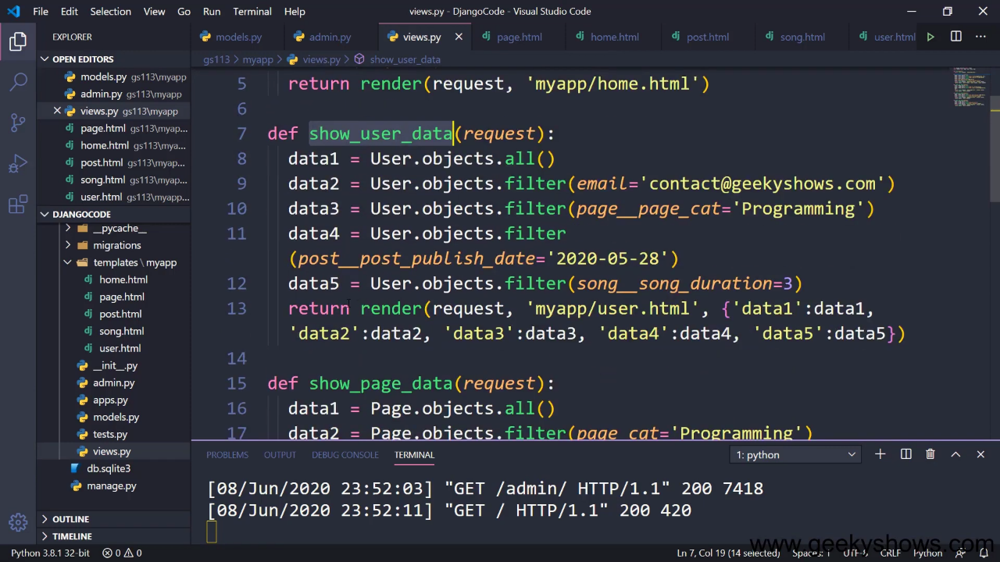 File Edit Selection View Go Run Terminal Help
views.py - DjangoCode - Visual Studio Code
EXPLORER
models.py admin.py views.py page.html home.html post.html song.html user.html
gs113 > myapp > views.py > show_user_data
OPEN EDITORS
models.py gs113\myapp
admin.py gs113\myapp
views.py gs113\myapp
page.html gs113\myapp...
home.html gs113\myapp...
post.html gs113\myapp...
song.html gs113\myapp...
user.html gs113\myapp...
DJANGOCODE
__pycache__
migrations
templates \ myapp
home.html
page.html
post.html
song.html
user.html
__init__.py
admin.py
apps.py
models.py
tests.py
views.py
db.sqlite3
manage.py
OUTLINE
TIMELINE
5 return render(request, 'myapp/home.html')
6
7 def show_user_data(request):
8 data1 = User.objects.all()
9 data2 = User.objects.filter(email='contact@geekyshows.com')
10 data3 = User.objects.filter(page__page_cat='Programming')
11 data4 = User.objects.filter
(post__post_publish_date='2020-05-28')
12 data5 = User.objects.filter(song__song_duration=3)
13 return render(request, 'myapp/user.html', {'data1':data1,
'data2':data2, 'data3':data3, 'data4':data4, 'data5':data5})
14
15 def show_page_data(request):
16 data1 = Page.objects.all()
17 data2 = Page.objects.filter(page_cat='Programming')
PROBLEMS OUTPUT DEBUG CONSOLE TERMINAL 1: python
[08/Jun/2020 23:52:03] "GET /admin/ HTTP/1.1" 200 7418
[08/Jun/2020 23:52:11] "GET / HTTP/1.1" 200 420
www.geekyshows.com
Python 3.8.1 32-bit 0 0 Ln 7, Col 19 (14 selected) Spaces: 1 UTF-8 CRLF Python